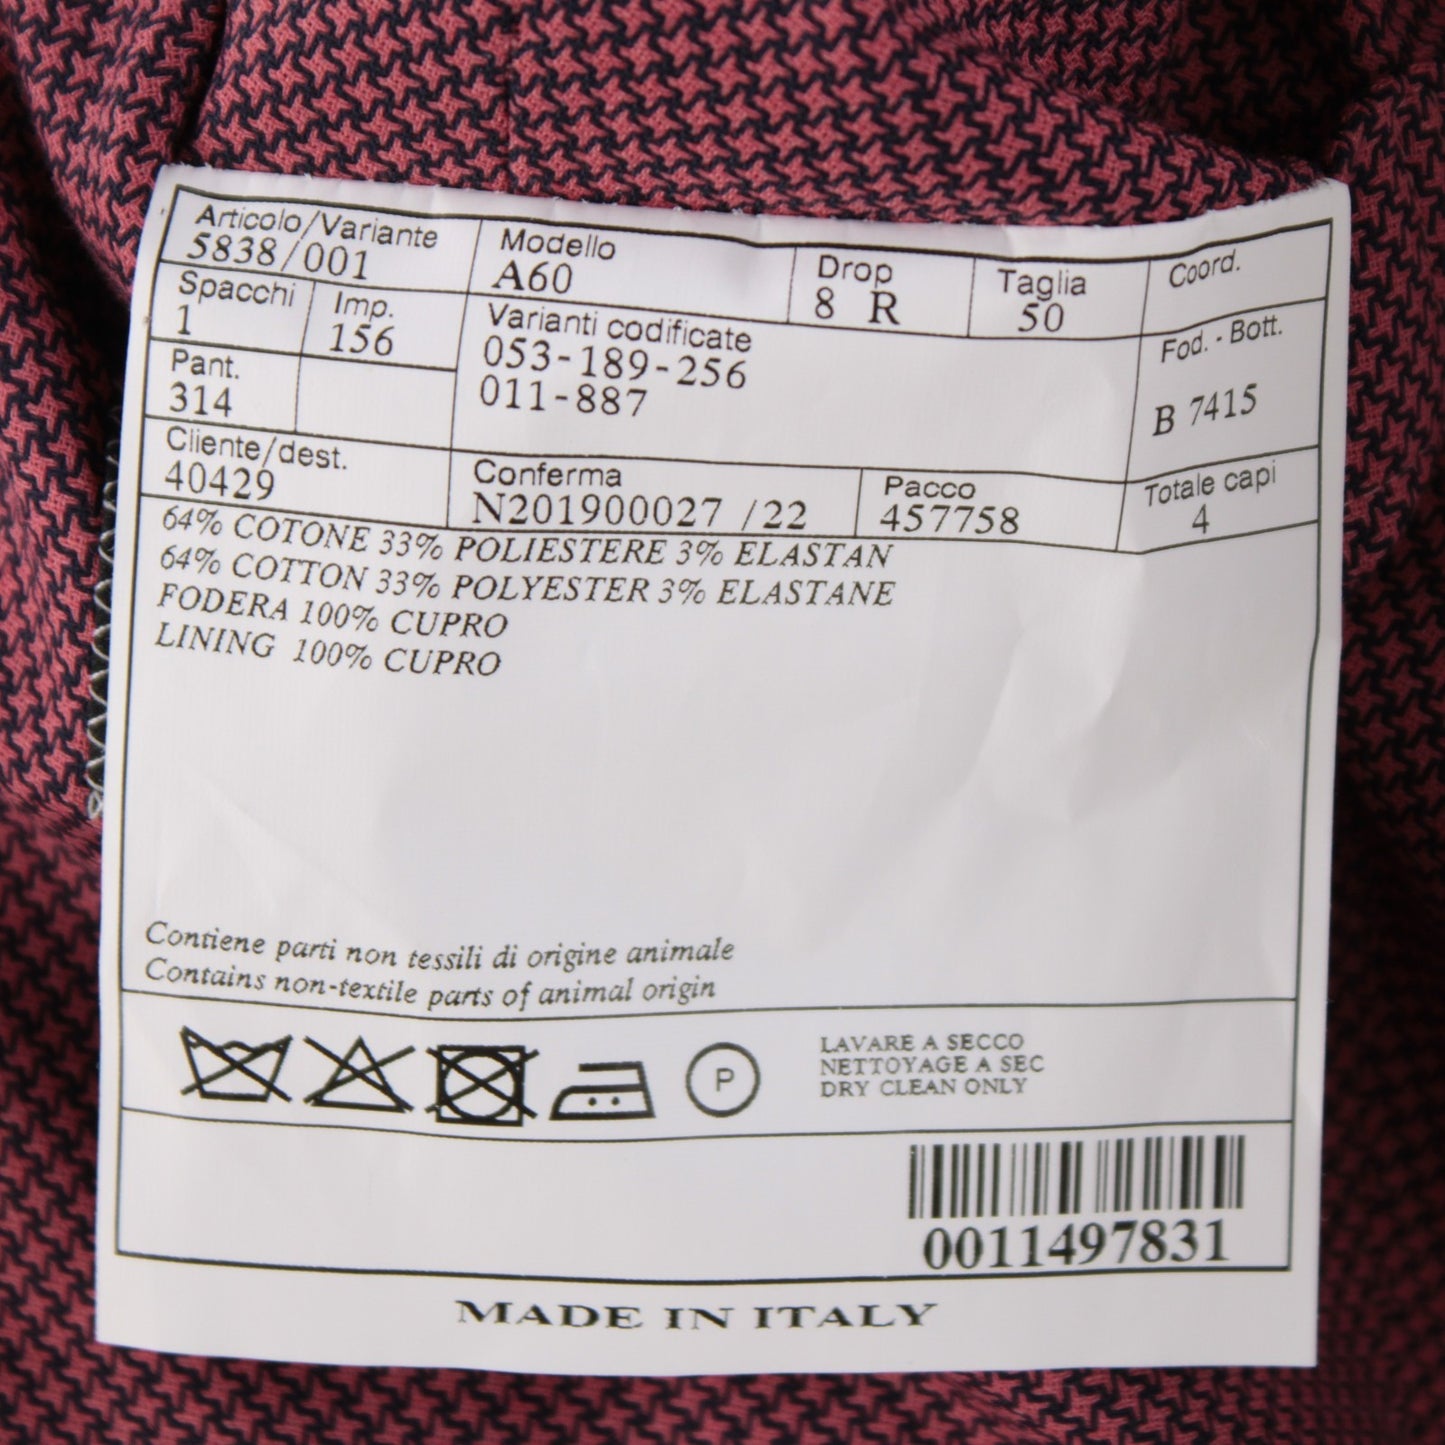 Articolo/Variante Modello Drop Taglia Coord.
5838/001 A60 8 R 50
Spacchi Imp. Varianti codificate Fod. - Bott.
1 156 053-189-256
Pant. 011-887 B 7415
314
Cliente/dest. Conferma Pacco Totale capi
40429 N201900027 /22 457758 4
64% COTONE 33% POLIESTERE 3% ELASTAN
64% COTTON 33% POLYESTER 3% ELASTANE
FODERA 100% CUPRO
LINING 100% CUPRO
Contiene parti non tessili di origine animale
Contains non-textile parts of animal origin
P
LAVARE A SECCO
NETTOYAGE A SEC
DRY CLEAN ONLY
0011497831
MADE IN ITALY